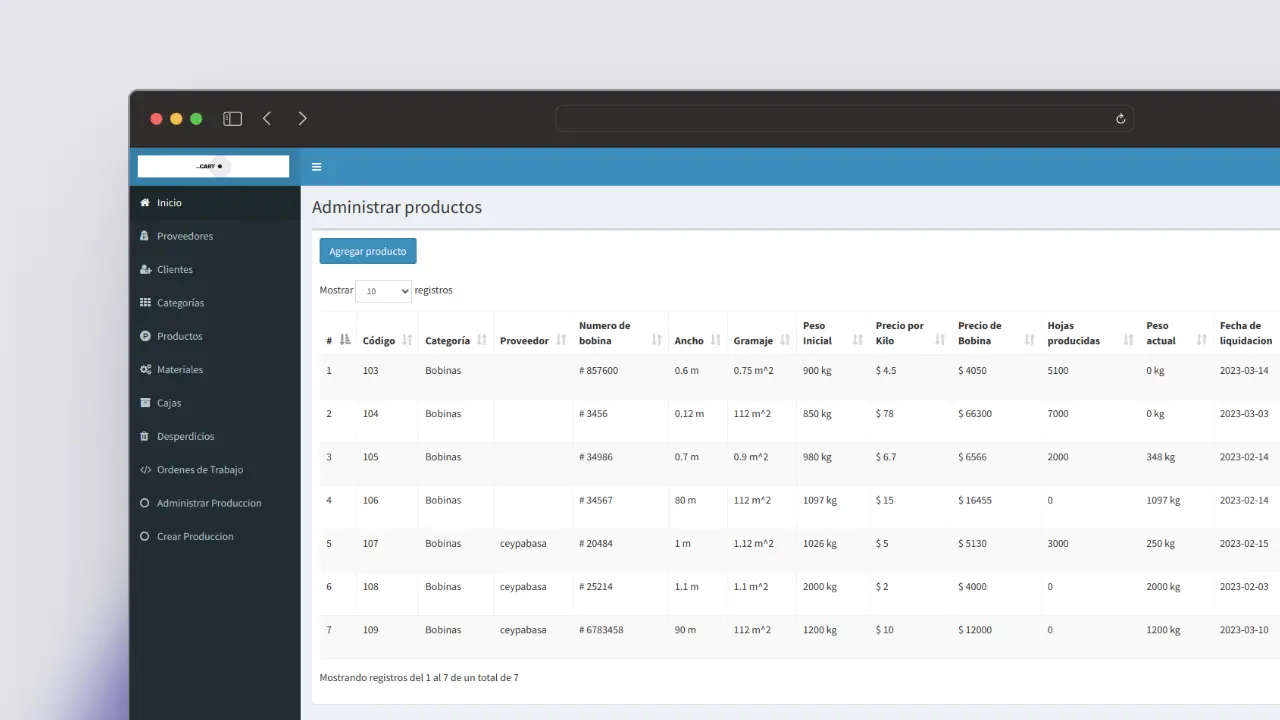 CART
Inicio
Proveedores
Clientes
Categorías
Productos
Materiales
Cajas
Desperdicios
Ordenes de Trabajo
Administrar Produccion
Crear Produccion
Administrar productos
Agregar producto
Mostrar 10 registros
# Código Categoría Proveedor Numero de bobina Ancho Gramaje Peso Inicial Precio por Kilo Precio de Bobina Hojas producidas Peso actual Fecha de liquidacion
1 103 Bobinas # 857600 0.6 m 0.75 m^2 900 kg $ 4.5 $ 4050 5100 0 kg 2023-03-14
2 104 Bobinas # 3456 0.12 m 112 m^2 850 kg $ 78 $ 66300 7000 0 kg 2023-03-03
3 105 Bobinas # 34986 0.7 m 0.9 m^2 980 kg $ 6.7 $ 6566 2000 348 kg 2023-02-14
4 106 Bobinas # 34567 80 m 112 m^2 1097 kg $ 15 $ 16455 0 1097 kg 2023-02-14
5 107 Bobinas ceypabasa # 20484 1 m 1.12 m^2 1026 kg $ 5 $ 5130 3000 250 kg 2023-02-15
6 108 Bobinas ceypabasa # 25214 1.1 m 1.1 m^2 2000 kg $ 2 $ 4000 0 2000 kg 2023-02-03
7 109 Bobinas ceypabasa # 6783458 90 m 112 m^2 1200 kg $ 10 $ 12000 0 1200 kg 2023-03-10
Mostrando registros del 1 al 7 de un total de 7